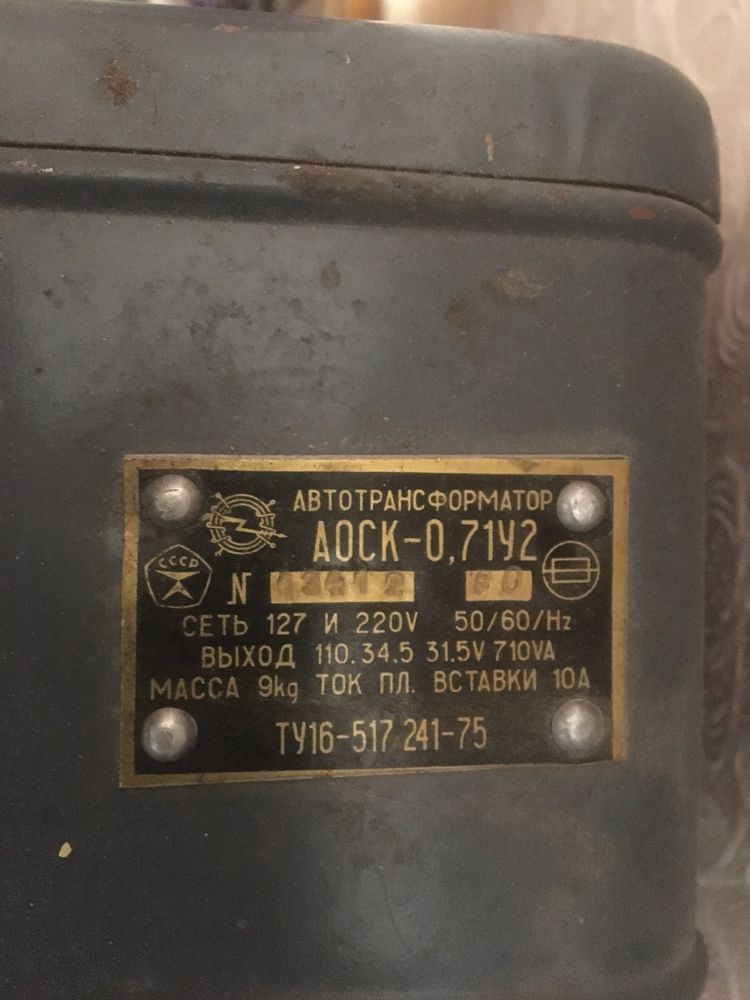 АВТОТРАНСФОРМАТОР
АОСК-0,71У2
СССР
N 13412
СЕТЬ 127 И 220V 50/60/Hz
ВЫХОД 110.34.5 31.5V 710VA
МАССА 9kg ТОК ПЛ. ВСТАВКИ 10А
ТУ16-517 241-75